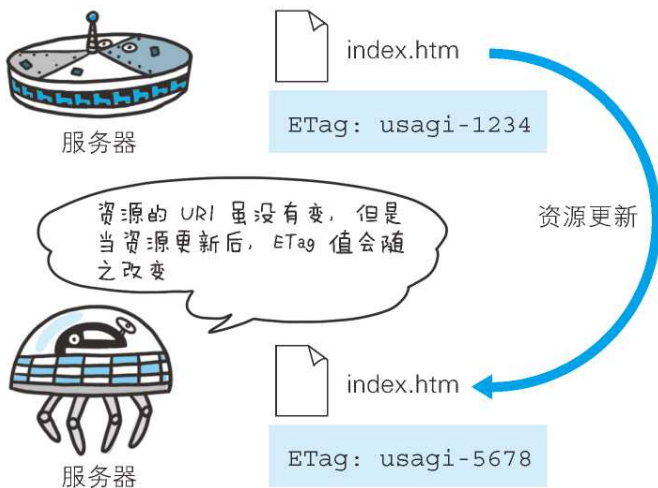 index.htm
ETag: usagi-1234
服务器
资源更新
资源的 URI 虽没有变, 但是
当资源更新后, ETag 值会随
之改变
index.htm
ETag: usagi-5678
服务器